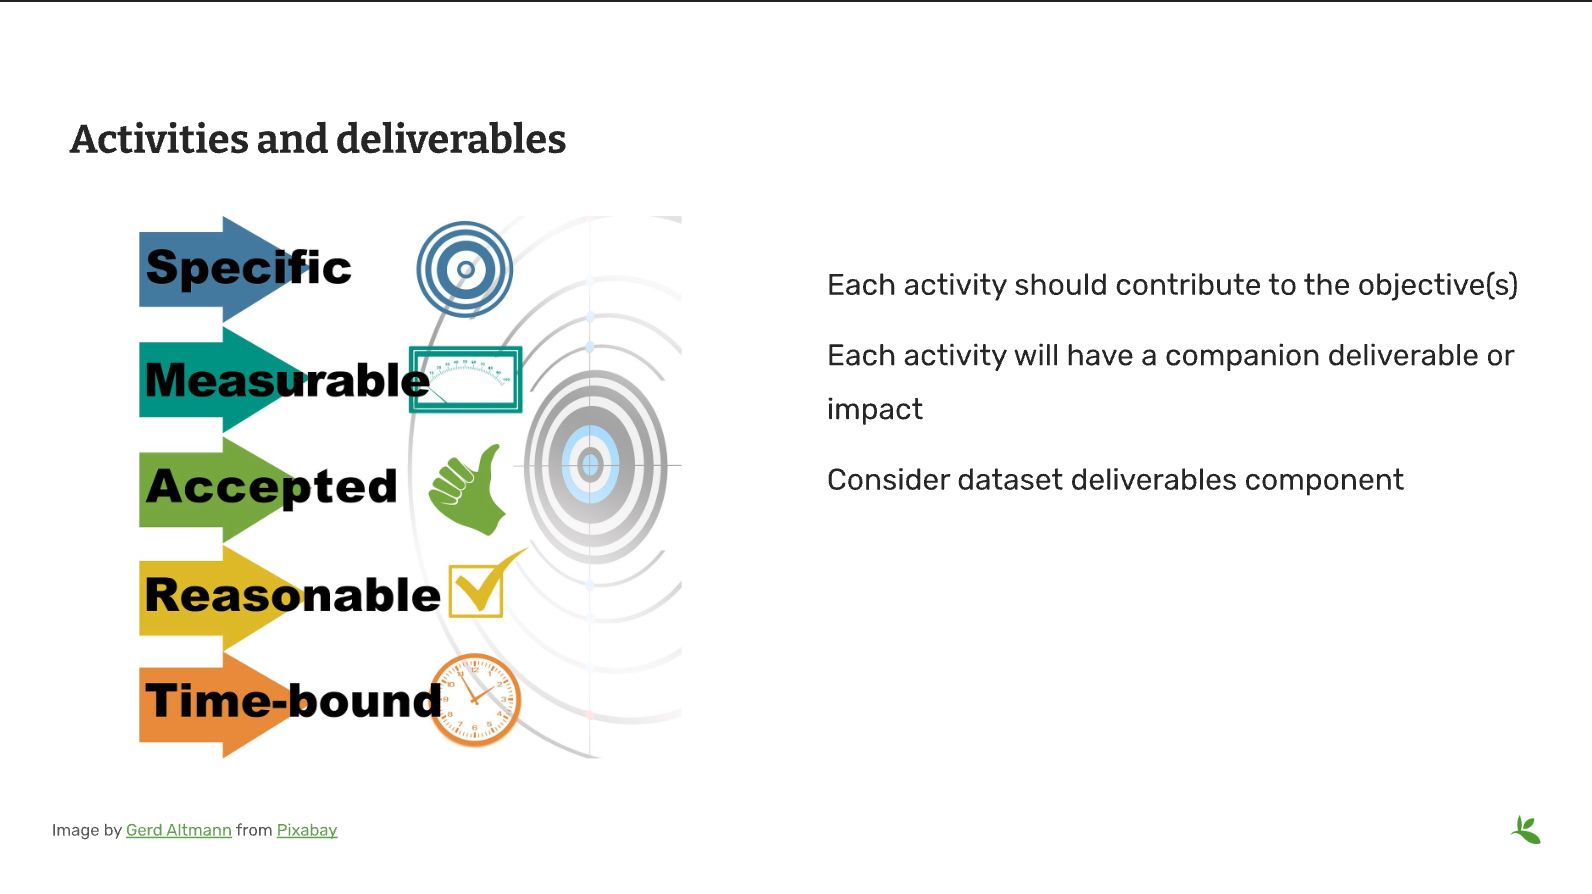 Activities and deliverables
Specific
Measurable
Accepted
Reasonable
Time-bound
Each activity should contribute to the objective(s)
Each activity will have a companion deliverable or
impact
Consider dataset deliverables component
Image by Gerd Altmann from Pixabay